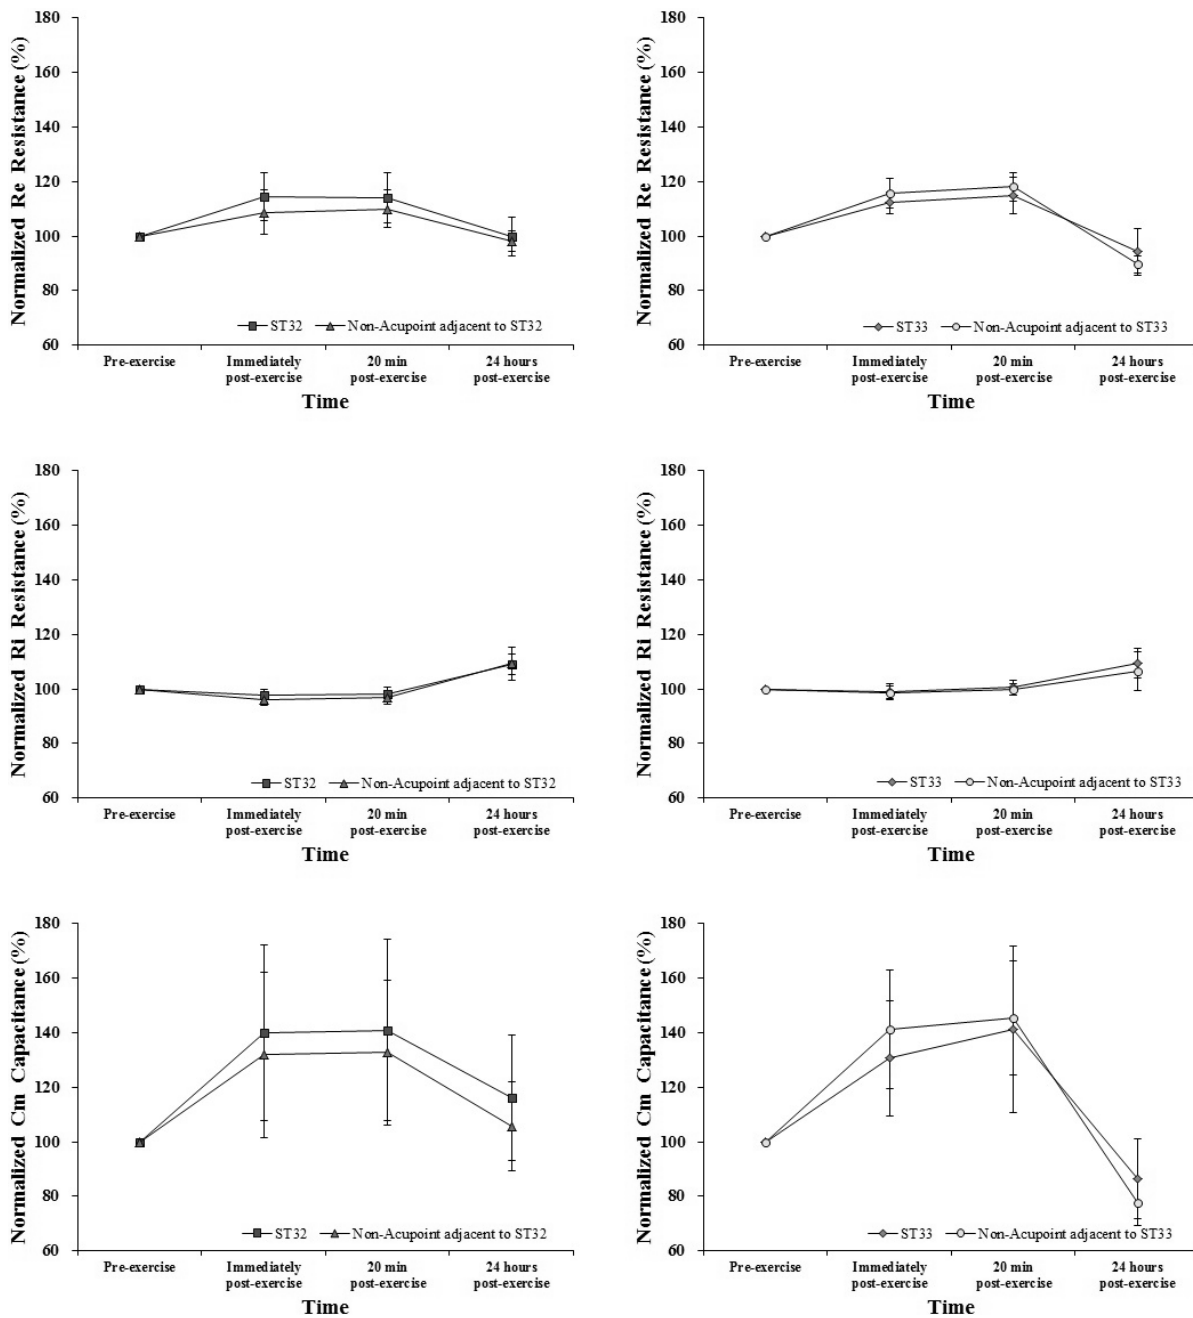 Normalized Re Resistance (%)
180
160
140
120
100
80
60
ST32 Non-Acupoint adjacent to ST32
Pre-exercise Immediately post-exercise 20 min post-exercise 24 hours post-exercise
Time
Normalized Re Resistance (%)
180
160
140
120
100
80
60
ST33 Non-Acupoint adjacent to ST33
Pre-exercise Immediately post-exercise 20 min post-exercise 24 hours post-exercise
Time
Normalized Ri Resistance (%)
180
160
140
120
100
80
60
ST32 Non-Acupoint adjacent to ST32
Pre-exercise Immediately post-exercise 20 min post-exercise 24 hours post-exercise
Time
Normalized Ri Resistance (%)
180
160
140
120
100
80
60
ST33 Non-Acupoint adjacent to ST33
Pre-exercise Immediately post-exercise 20 min post-exercise 24 hours post-exercise
Time
Normalized Cm Capacitance (%)
180
160
140
120
100
80
60
ST32 Non-Acupoint adjacent to ST32
Pre-exercise Immediately post-exercise 20 min post-exercise 24 hours post-exercise
Time
Normalized Cm Capacitance (%)
180
160
140
120
100
80
60
ST33 Non-Acupoint adjacent to ST33
Pre-exercise Immediately post-exercise 20 min post-exercise 24 hours post-exercise
Time